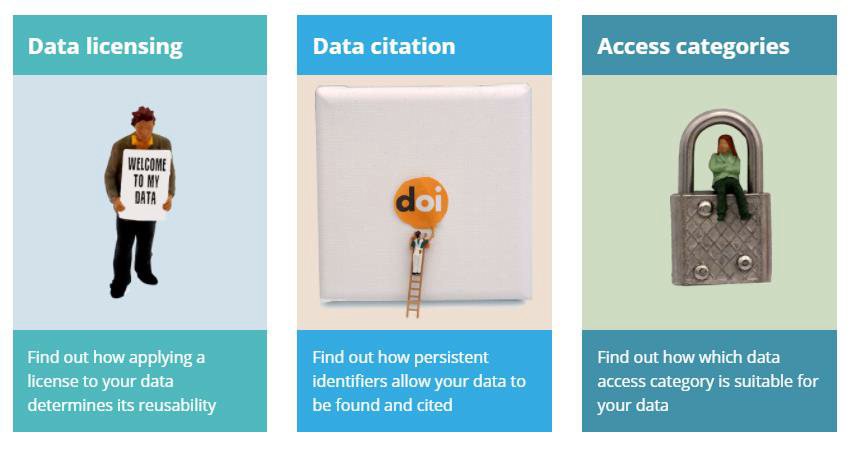 Data licensing
WELCOME
TO MY
DATA
Find out how applying a
license to your data
determines its reusability
Data citation
doi
Find out how persistent
identifiers allow your data to
be found and cited
Access categories
Find out how which data
access category is suitable for
your data